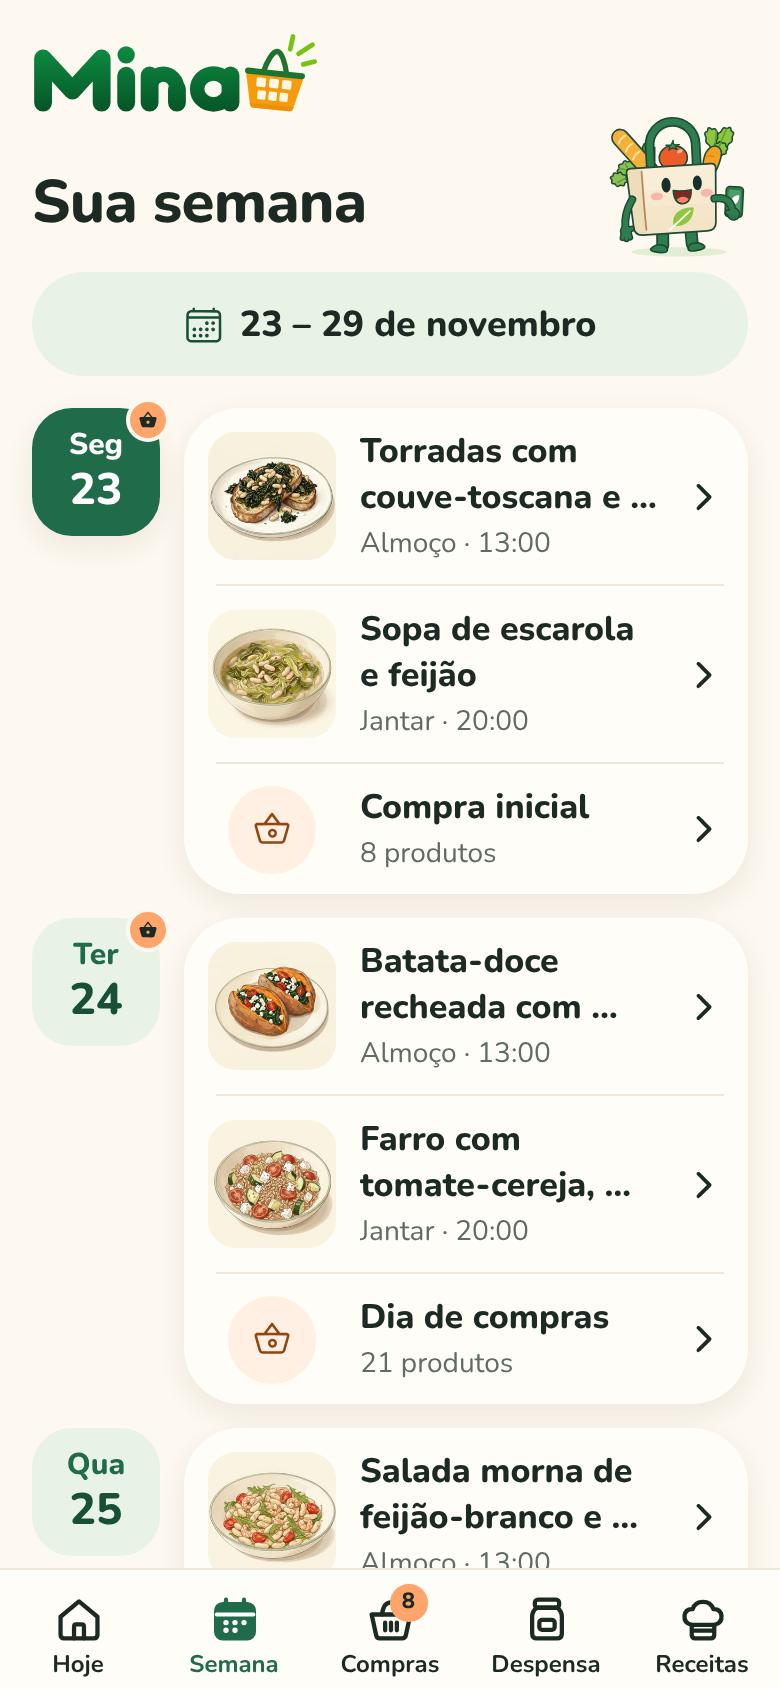 Mina
Sua semana
23 – 29 de novembro
Seg
23
Torradas com
couve-toscana e ...
Almoço · 13:00
Sopa de escarola
e feijão
Jantar · 20:00
Compra inicial
8 produtos
Ter
24
Batata-doce
recheada com ...
Almoço · 13:00
Farro com
tomate-cereja, ...
Jantar · 20:00
Dia de compras
21 produtos
Qua
25
Salada morna de
feijão-branco e ...
Almoço · 13:00
8
Hoje
Semana
Compras
Despensa
Receitas